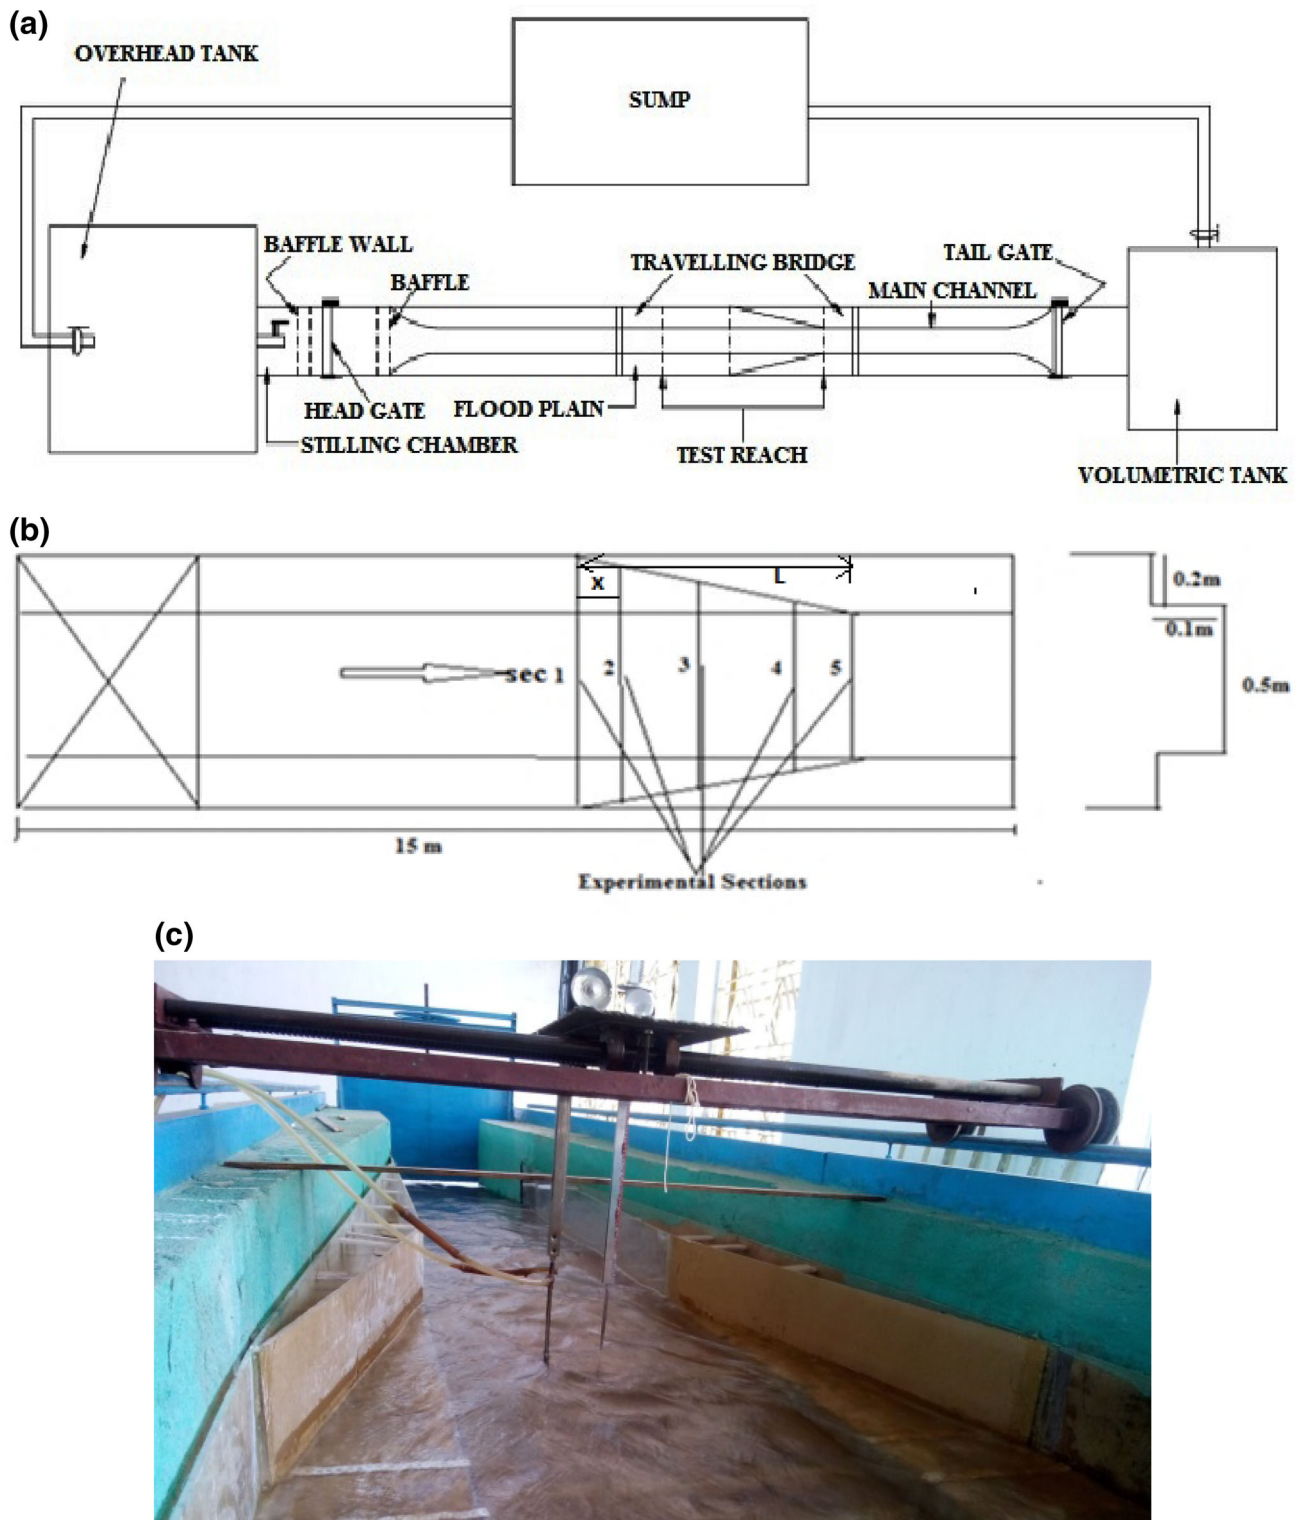 (a)
OVERHEAD TANK
SUMP
BAFFLE WALL
BAFFLE
TRAVELLING BRIDGE
TAIL GATE
MAIN CHANNEL
HEAD GATE
FLOOD PLAIN
STILLING CHAMBER
TEST REACH
VOLUMETRIC TANK
(b)
x
L
0.2m
0.1m
sec 1
2
3
4
5
0.5m
15 m
Experimental Sections
(c)